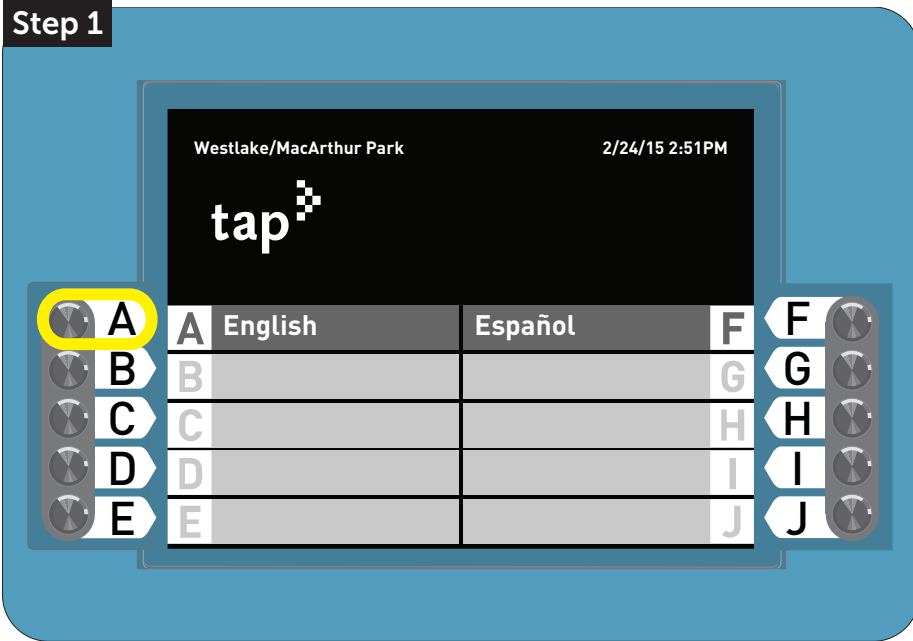 Step 1
Westlake/MacArthur Park 2/24/15 2:51PM
tap
A A English Español F F
B B G G
C C H H
D D I I
E E J J